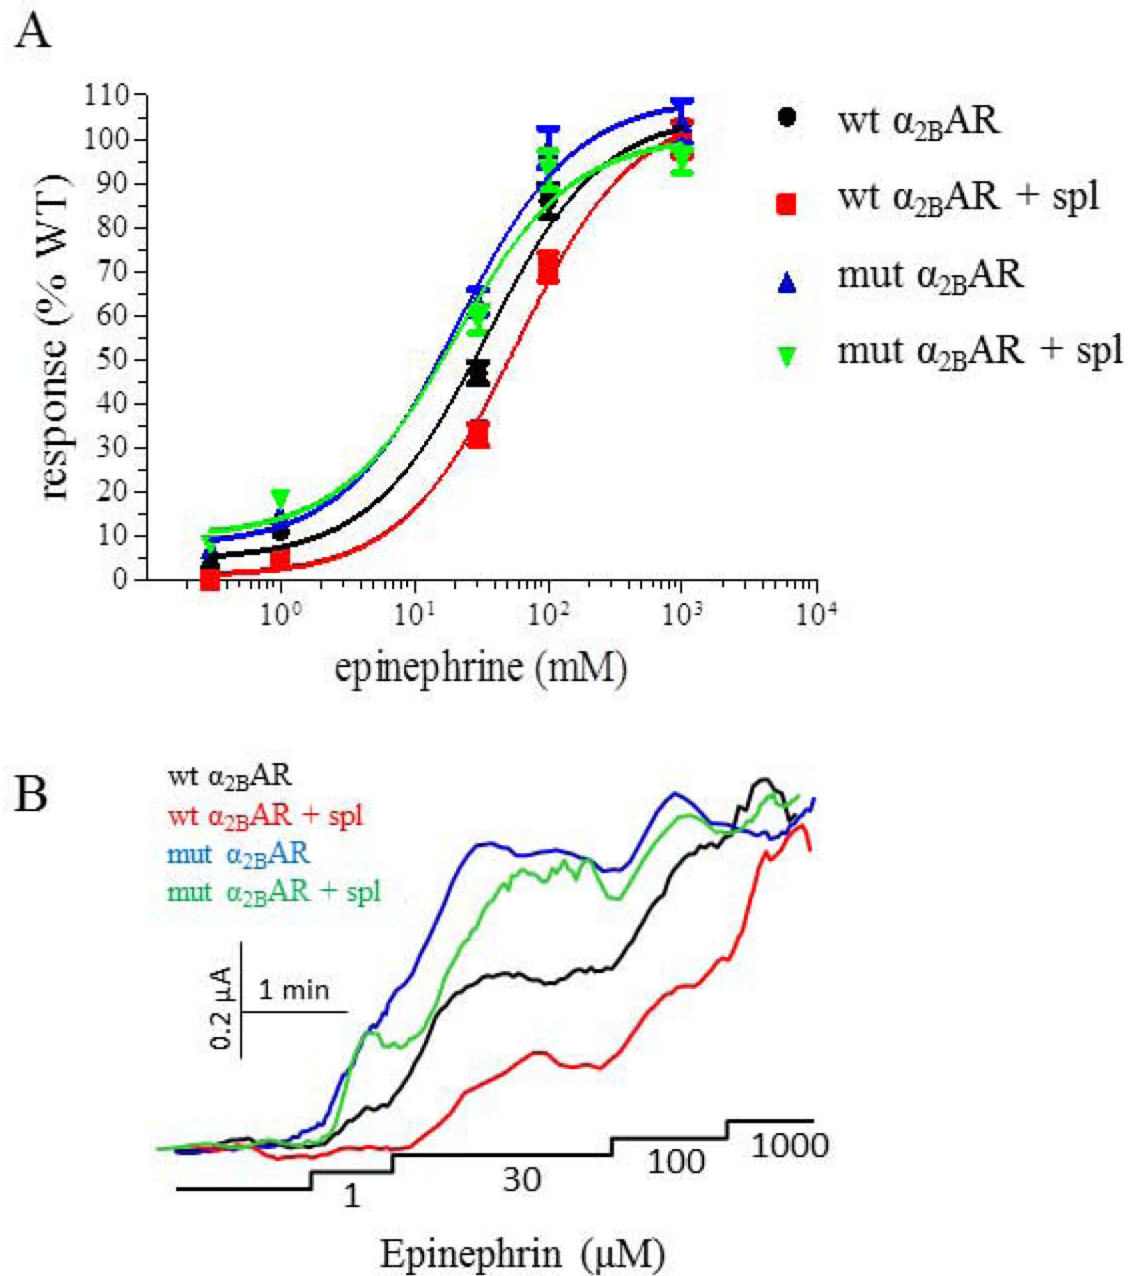 A
110
100
90
80
70
60
50
40
30
20
10
0
response (% WT)
10⁰ 10¹ 10² 10³ 10⁴
epinephrine (mM)
wt α₂BAR
wt α₂BAR + spl
mut α₂BAR
mut α₂BAR + spl
B
wt α₂BAR
wt α₂BAR + spl
mut α₂BAR
mut α₂BAR + spl
0.2 µA
1 min
1
30
100
1000
Epinephrin (µM)